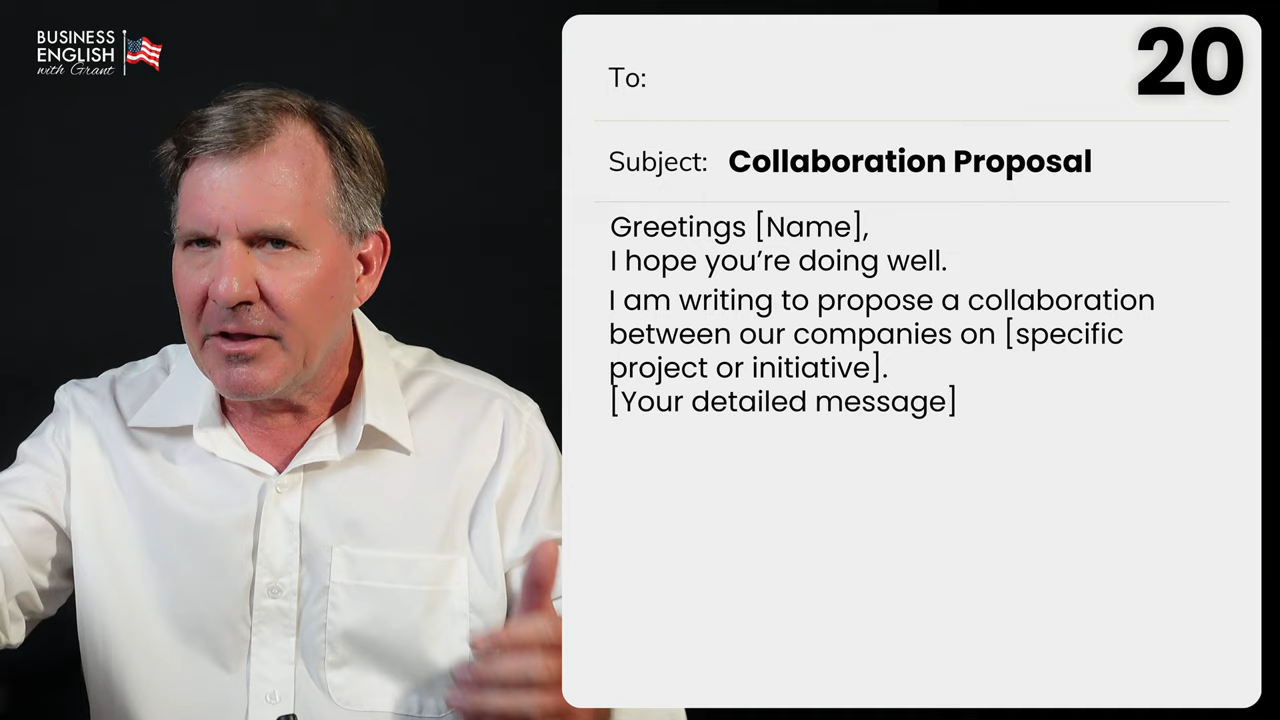 BUSINESS
ENGLISH
with Grant
20
To:
Subject: Collaboration Proposal
Greetings [Name],
I hope you’re doing well.
I am writing to propose a collaboration
between our companies on [specific
project or initiative].
[Your detailed message]